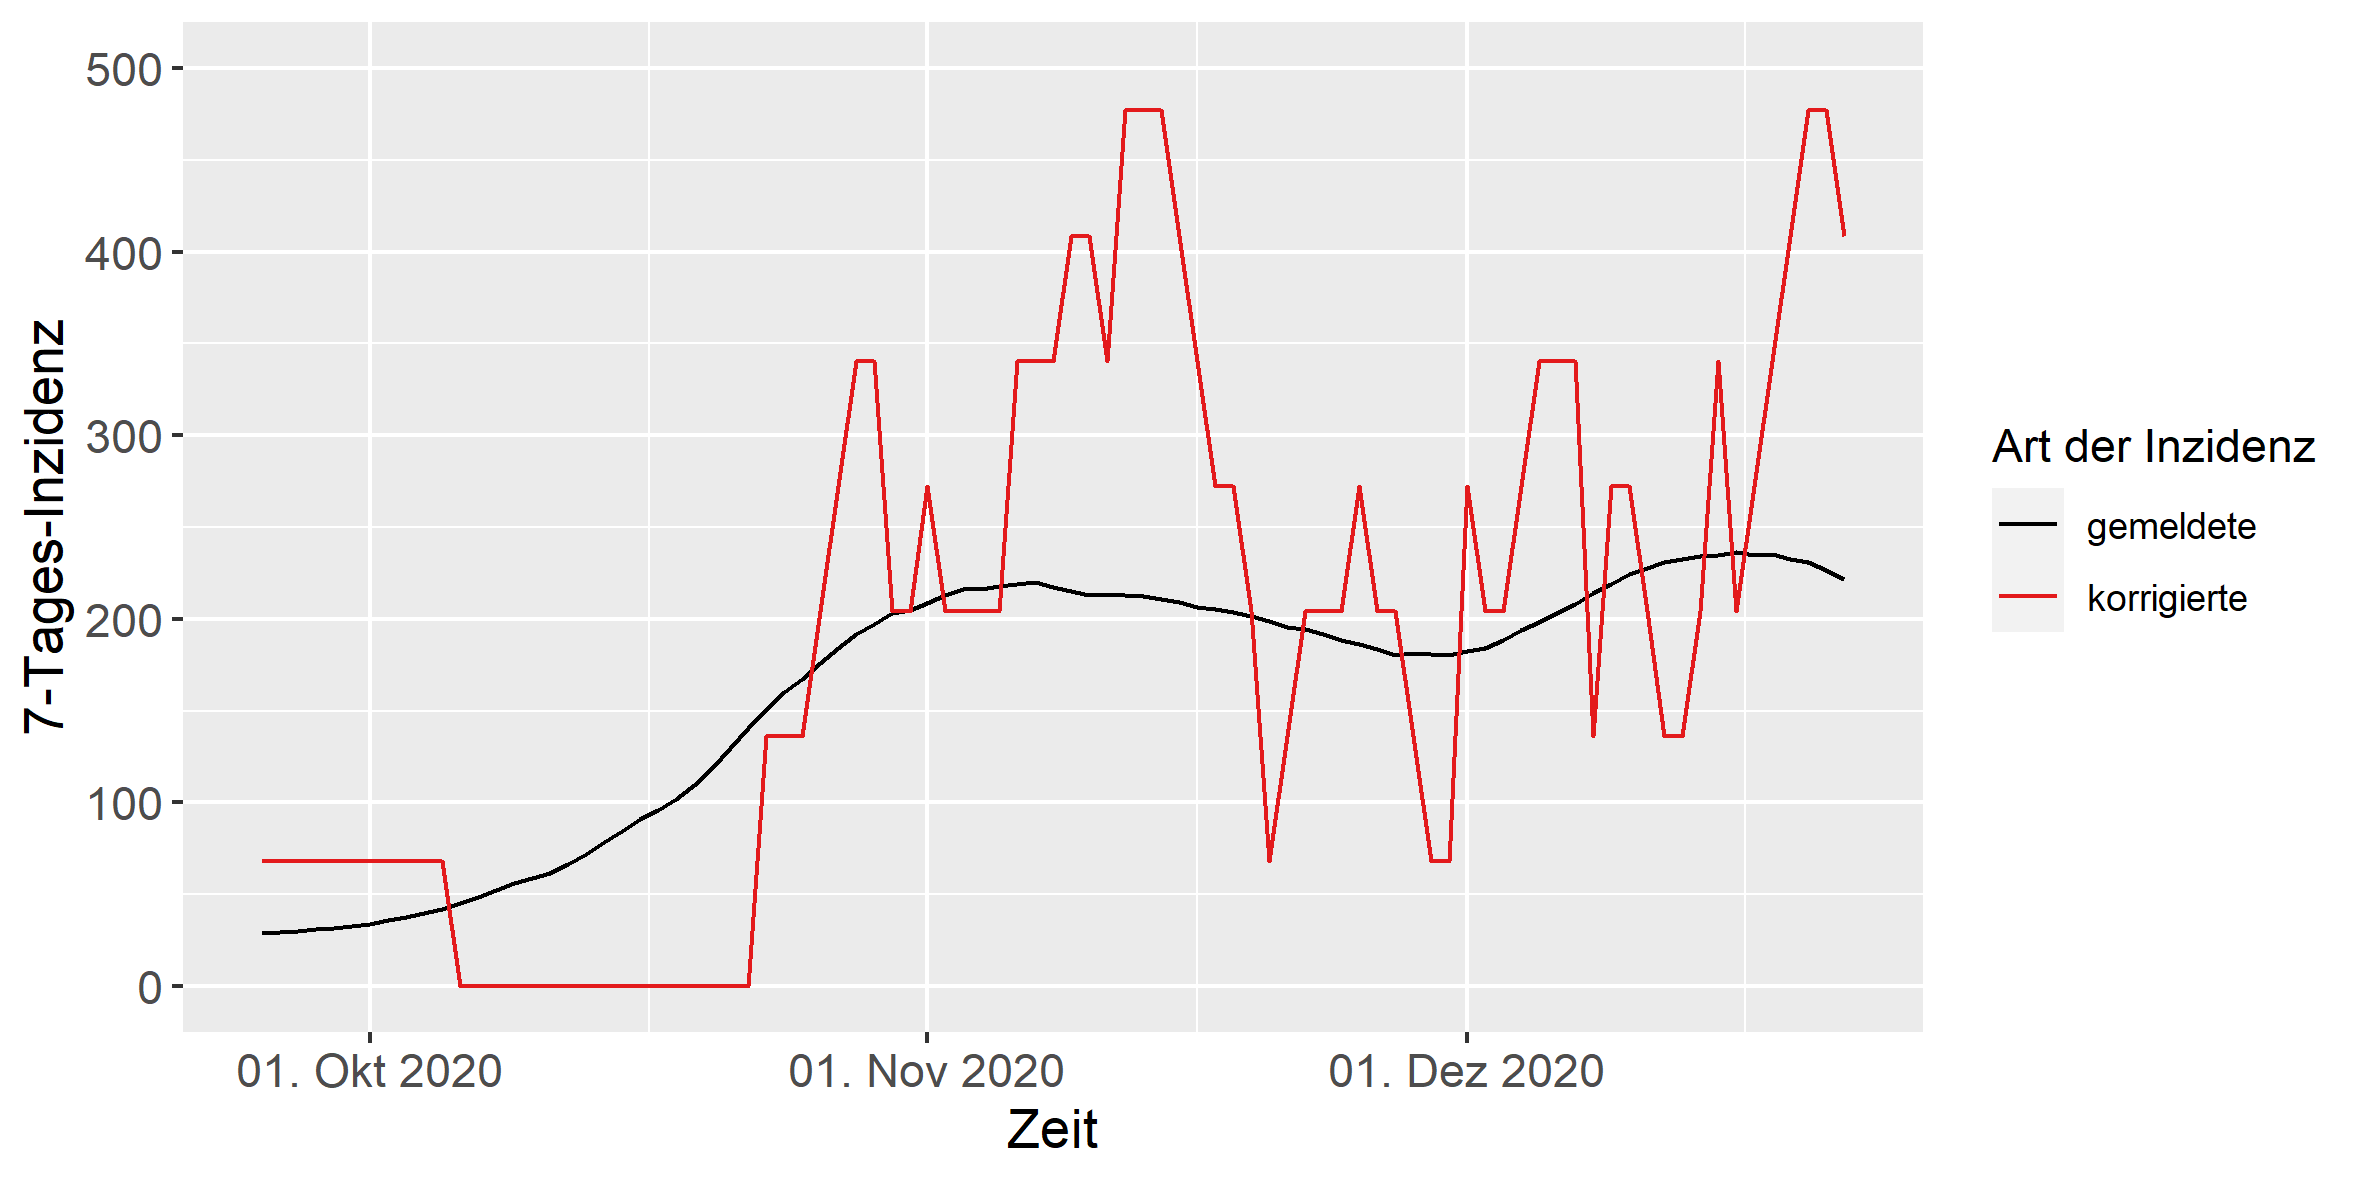 500
400
300
200
100
0
7-Tages-Inzidenz
01. Okt 2020
01. Nov 2020
01. Dez 2020
Zeit
Art der Inzidenz
gemeldete
korrigierte